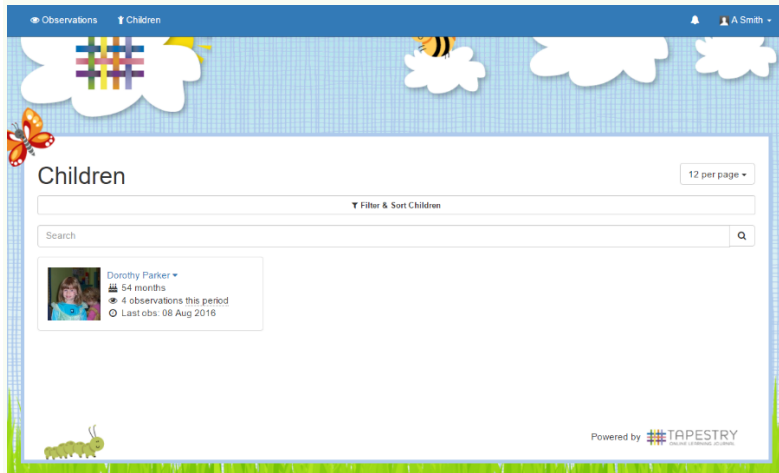 Observations Children A Smith
Children
12 per page
Filter & Sort Children
Search
Dorothy Parker
54 months
4 observations this period
Last obs: 08 Aug 2016
Powered by TAPESTRY
ONLINE LEARNING JOURNAL